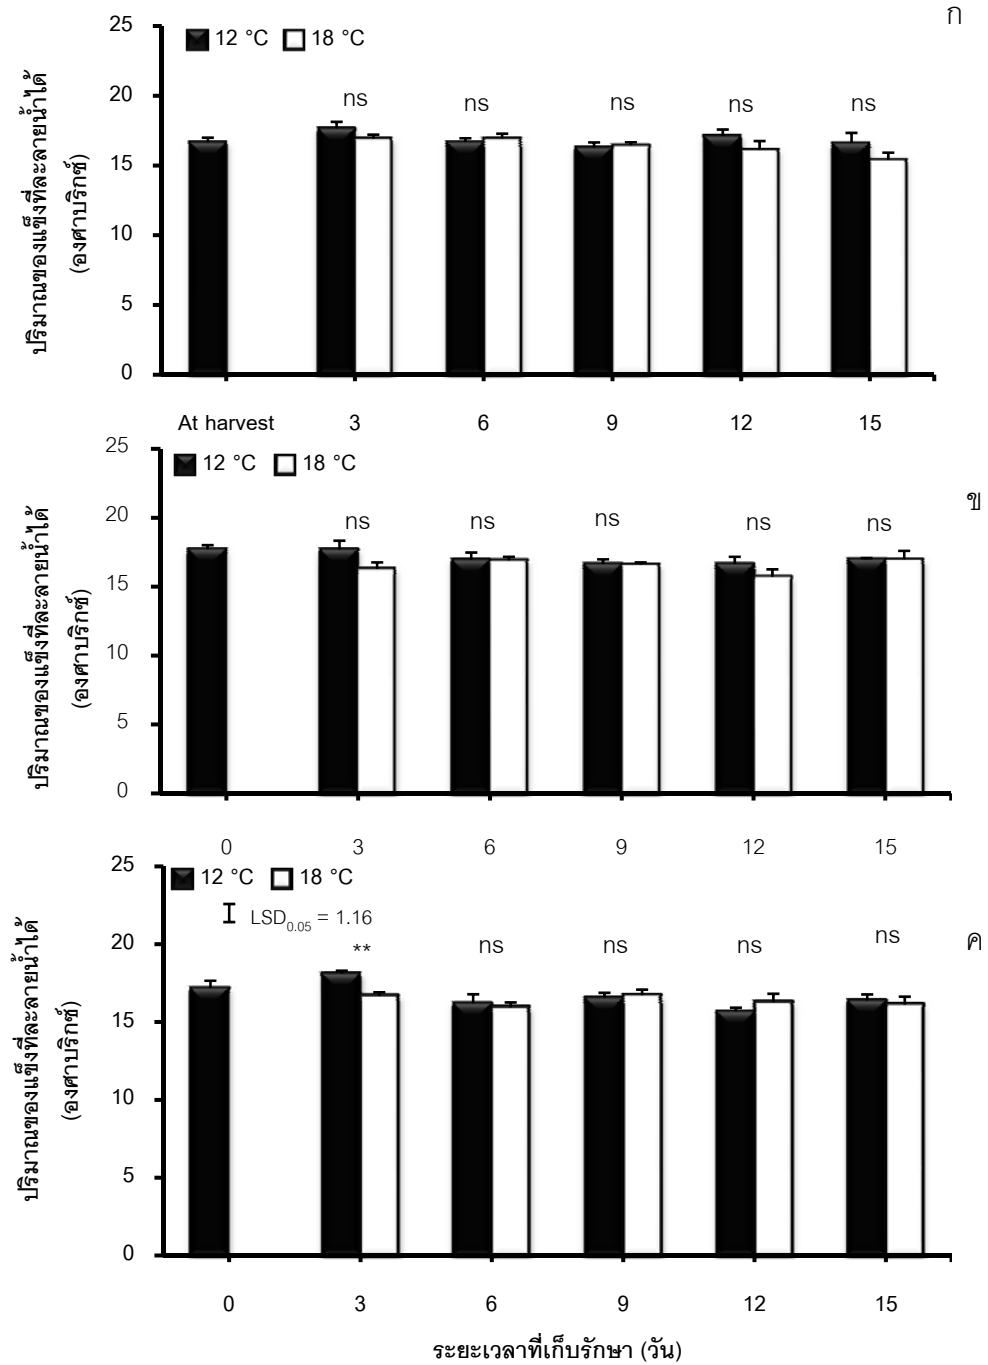 ก
25
12 °C 18 °C
20
ns ns ns ns ns
15
10
5
0
ปริมาณของแข็งที่ละลายน้ำได้
(องศาบริกซ์)
At harvest 3 6 9 12 15
25
12 °C 18 °C
ข
20
ns ns ns ns ns
15
10
5
0
ปริมาณของแข็งที่ละลายน้ำได้
(องศาบริกซ์)
0 3 6 9 12 15
25
12 °C 18 °C
LSD0.05 = 1.16
ค
20
** ns ns ns ns
15
10
5
0
ปริมาณของแข็งที่ละลายน้ำได้
(องศาบริกซ์)
0 3 6 9 12 15
ระยะเวลาที่เก็บรักษา (วัน)